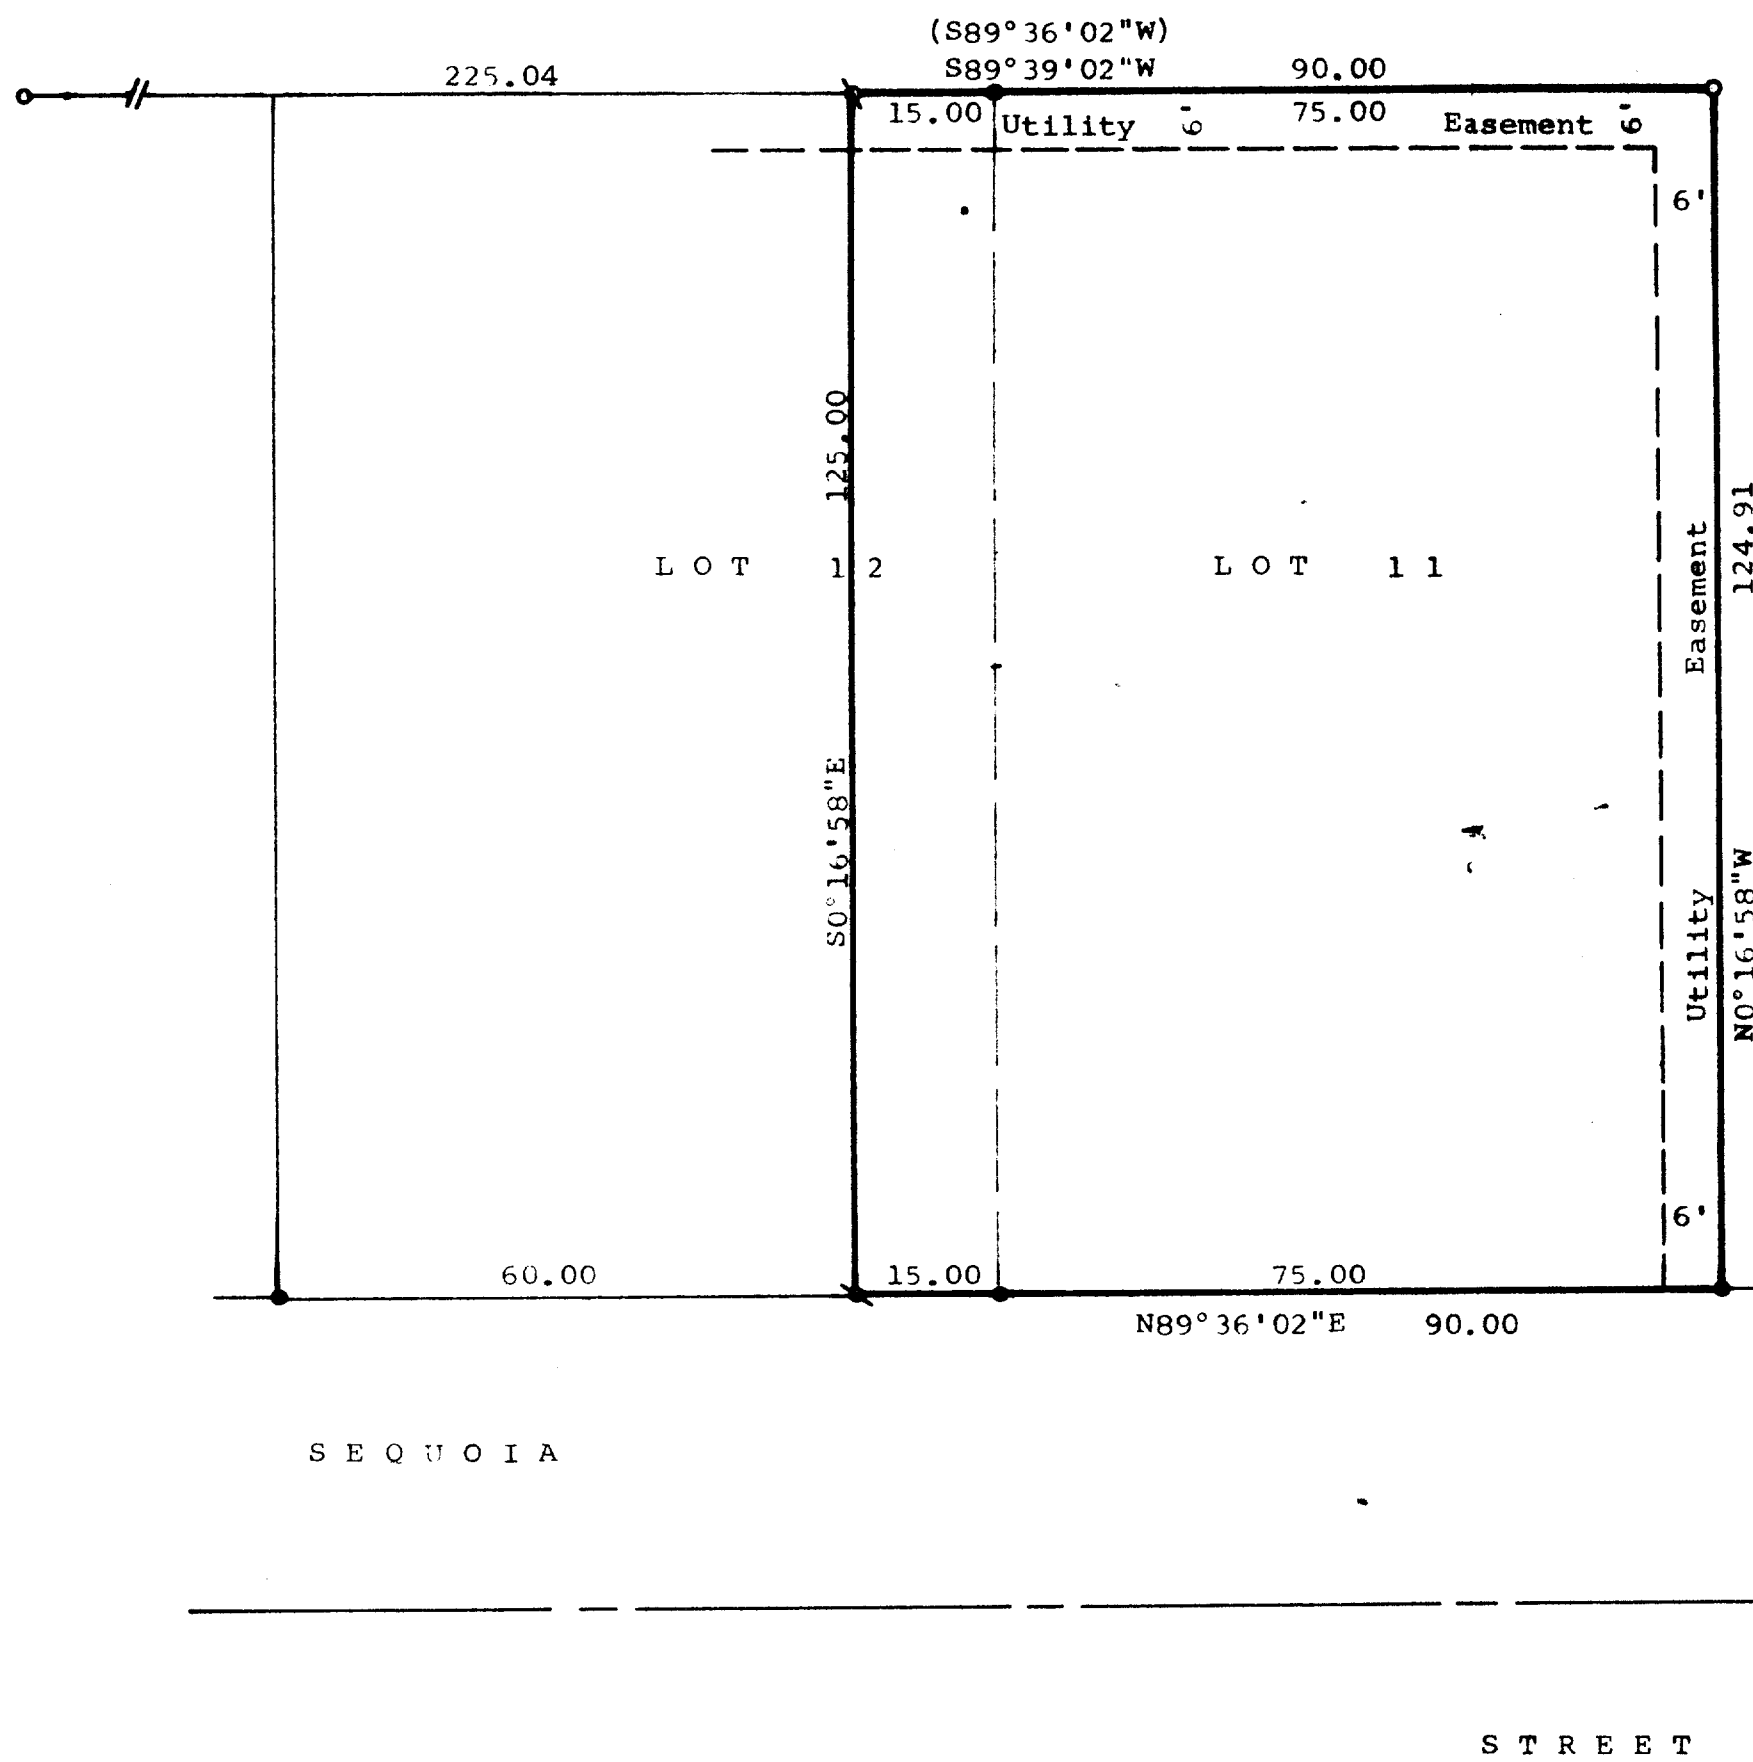 (S89°36'02"W)
225.04 S89°39'02"W 90.00
15.00 75.00
Utility 6' Easement 6'
6'
125.00
124.91
LOT 12 LOT 11
Easement
S0°16'58"E
N0°16'58"W
Utility
6'
60.00 15.00 75.00
N89°36'02"E 90.00
SEQUOIA
STREET